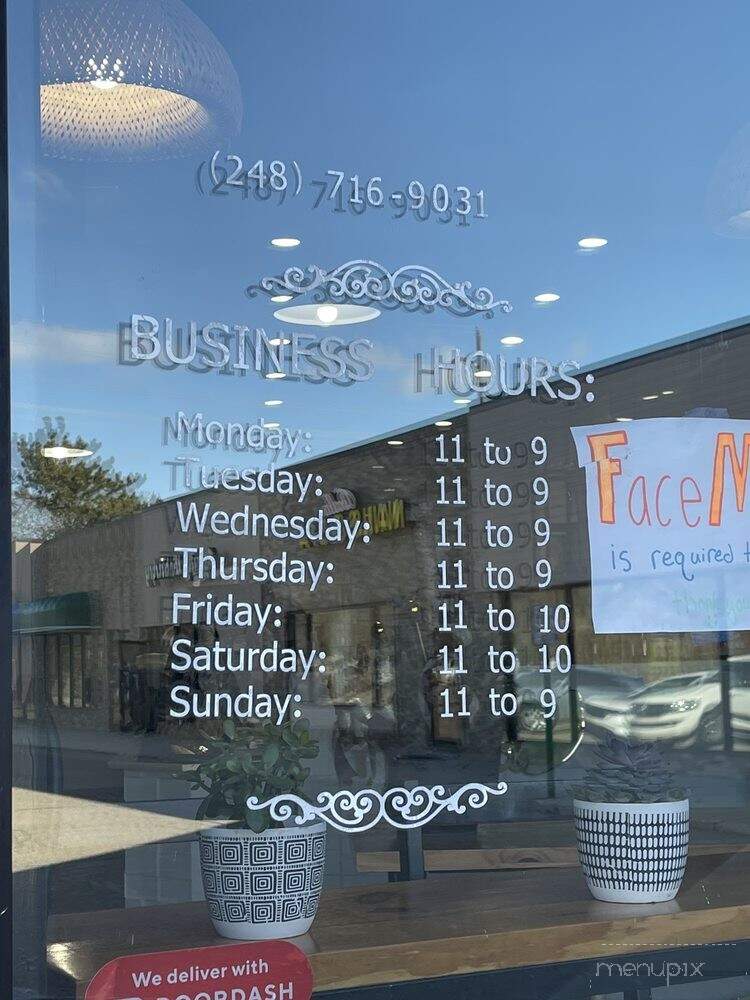 (248) 716-9031
BUSINESS HOURS:
Monday: 11 to 9
Tuesday: 11 to 9
Wednesday: 11 to 9
Thursday: 11 to 9
Friday: 11 to 10
Saturday: 11 to 10
Sunday: 11 to 9
Face M
is required t
We deliver with
DOORDASH
menupix